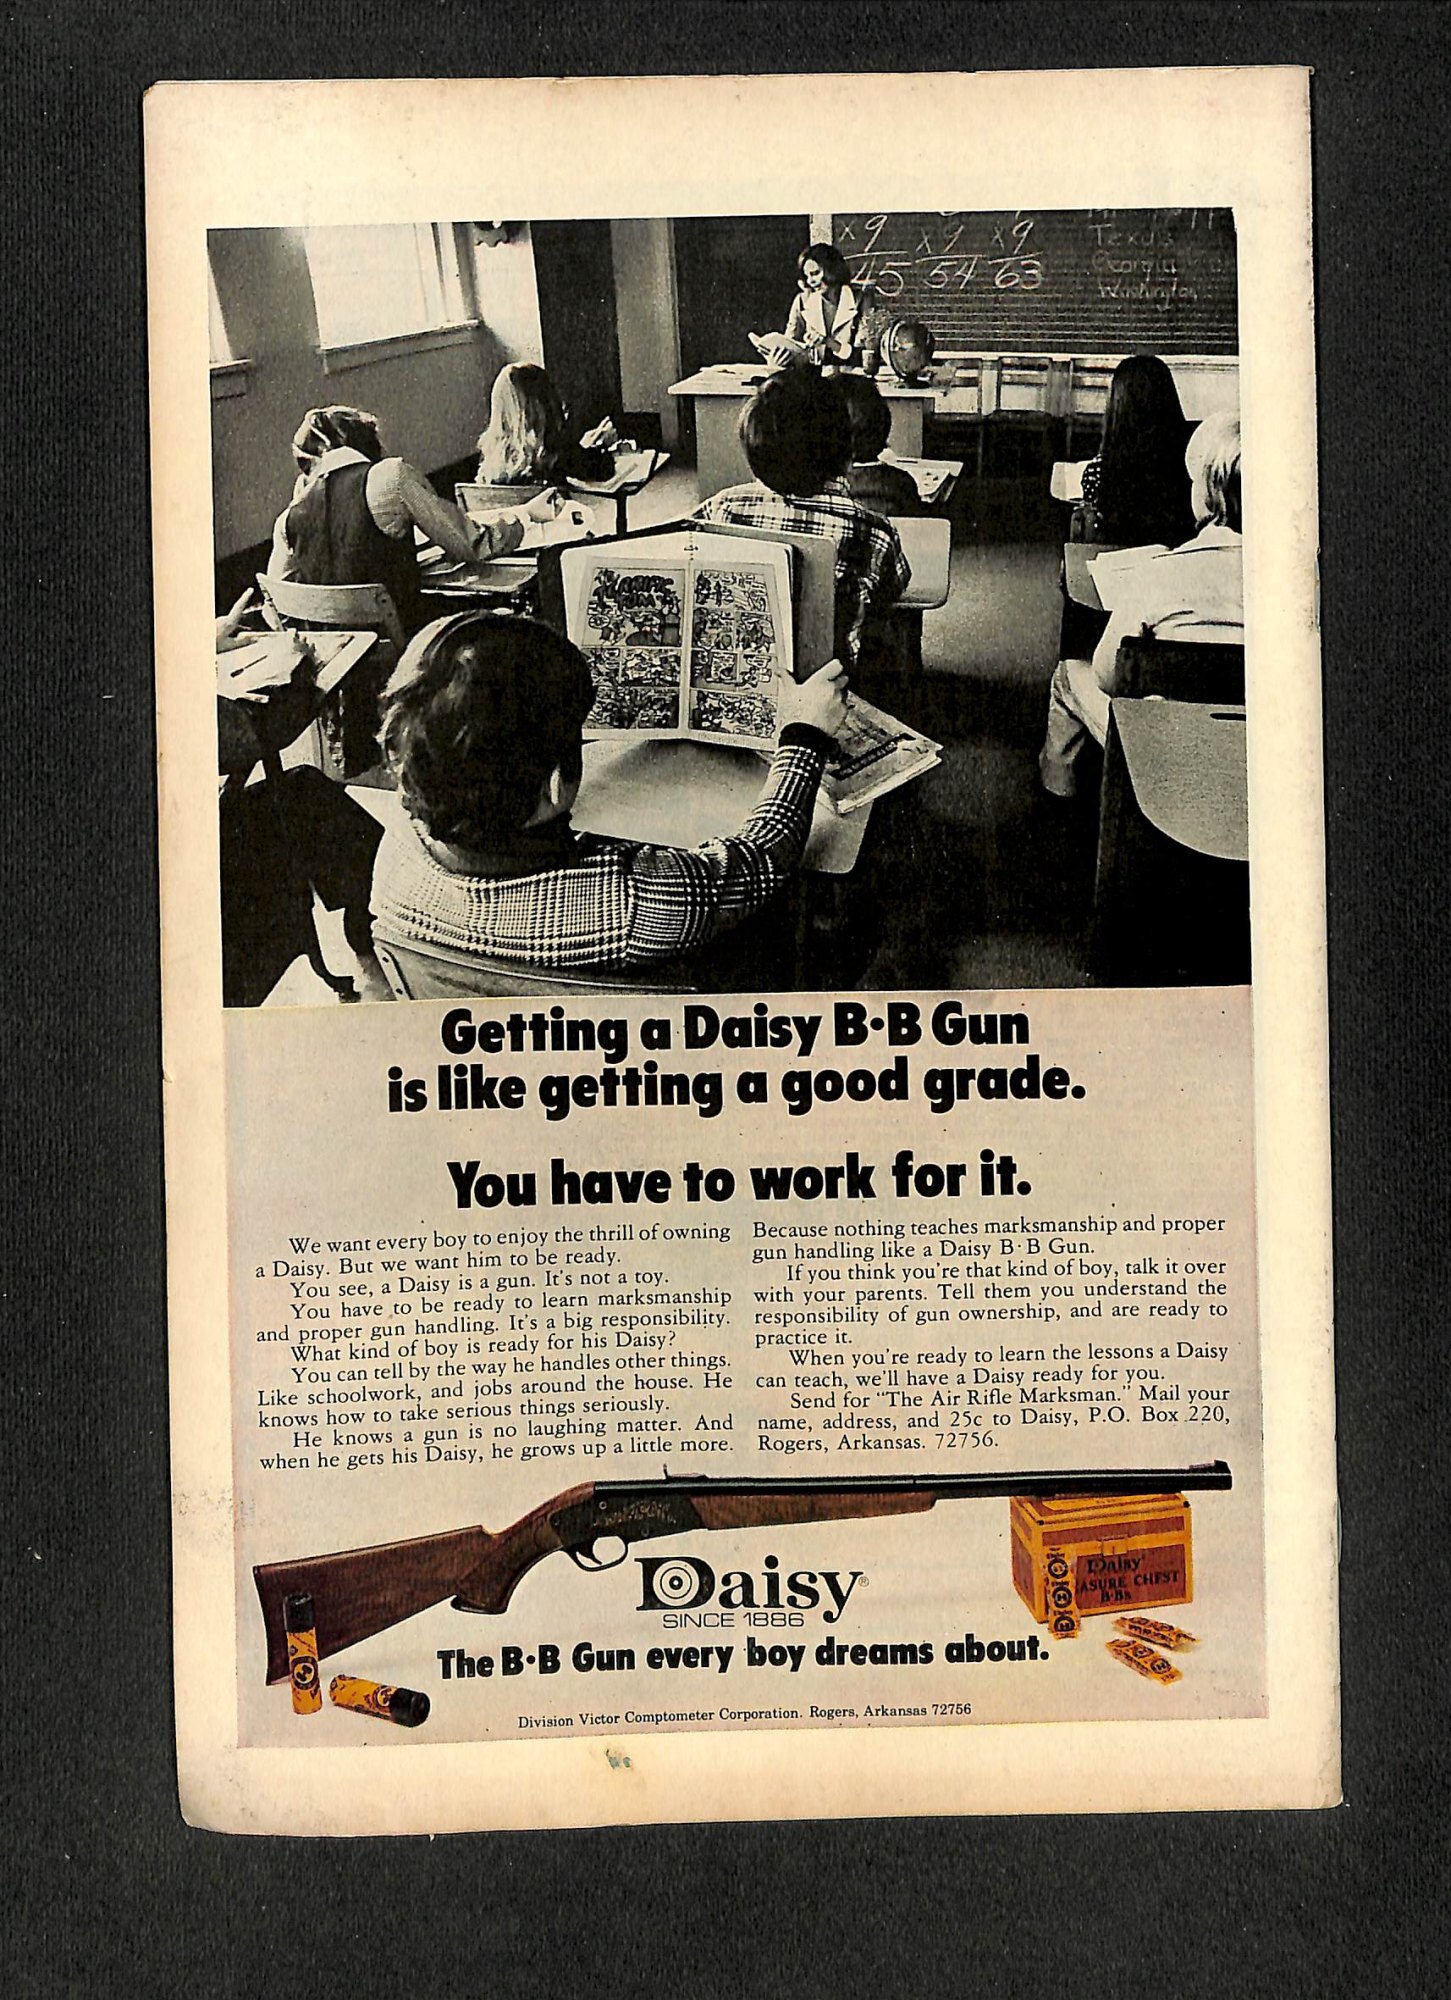 x9 x9 x9
45 54 63
Texas
Georgia
Washington
Getting a Daisy B·B Gun
is like getting a good grade.
You have to work for it.
We want every boy to enjoy the thrill of owning
a Daisy. But we want him to be ready.
You see, a Daisy is a gun. It's not a toy.
You have to be ready to learn marksmanship
and proper gun handling. It's a big responsibility.
What kind of boy is ready for his Daisy?
You can tell by the way he handles other things.
Like schoolwork, and jobs around the house. He
knows how to take serious things seriously.
He knows a gun is no laughing matter. And
when he gets his Daisy, he grows up a little more.
Because nothing teaches marksmanship and proper
gun handling like a Daisy B·B Gun.
If you think you're that kind of boy, talk it over
with your parents. Tell them you understand the
responsibility of gun ownership, and are ready to
practice it.
When you're ready to learn the lessons a Daisy
can teach, we'll have a Daisy ready for you.
Send for "The Air Rifle Marksman." Mail your
name, address, and 25c to Daisy, P.O. Box 220,
Rogers, Arkansas. 72756.
Daisy®
SINCE 1886
Daisy
ASURE CHEST
B·Bs
The B·B Gun every boy dreams about.
Division Victor Comptometer Corporation. Rogers, Arkansas 72756